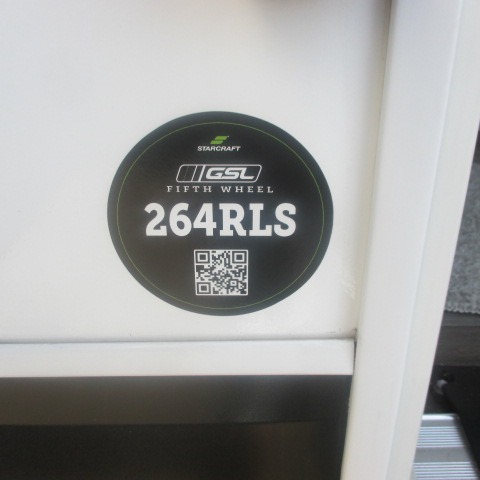 STARCRAFT
GSL
FIFTH WHEEL
264RLS